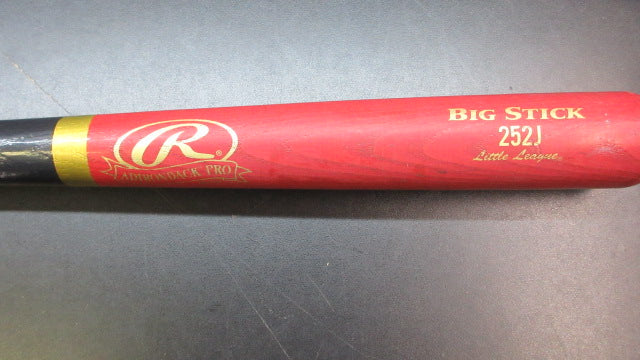 R®
ADIRONDACK PRO
BIG STICK
252J
Little League